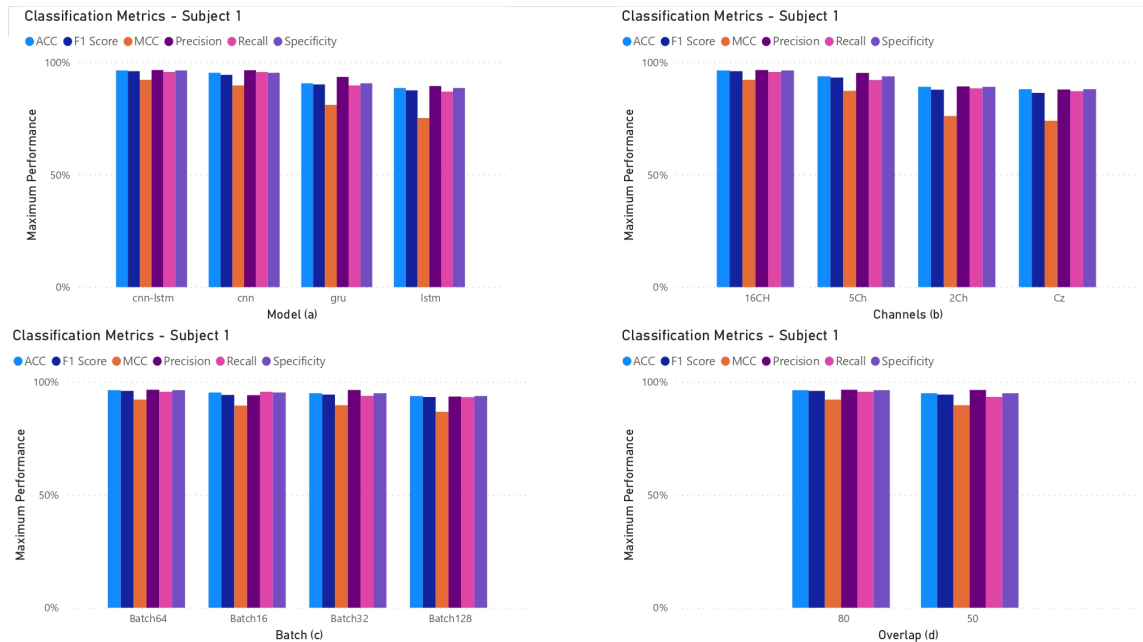 Classification Metrics - Subject 1
ACC F1 Score MCC Precision Recall Specificity
Maximum Performance
100%
50%
0%
cnn-lstm cnn gru lstm
Model (a)
Classification Metrics - Subject 1
ACC F1 Score MCC Precision Recall Specificity
Maximum Performance
100%
50%
0%
16CH 5Ch 2Ch Cz
Channels (b)
Classification Metrics - Subject 1
ACC F1 Score MCC Precision Recall Specificity
Maximum Performance
100%
50%
0%
Batch64 Batch16 Batch32 Batch128
Batch (c)
Classification Metrics - Subject 1
ACC F1 Score MCC Precision Recall Specificity
Maximum Performance
100%
50%
0%
80 50
Overlap (d)